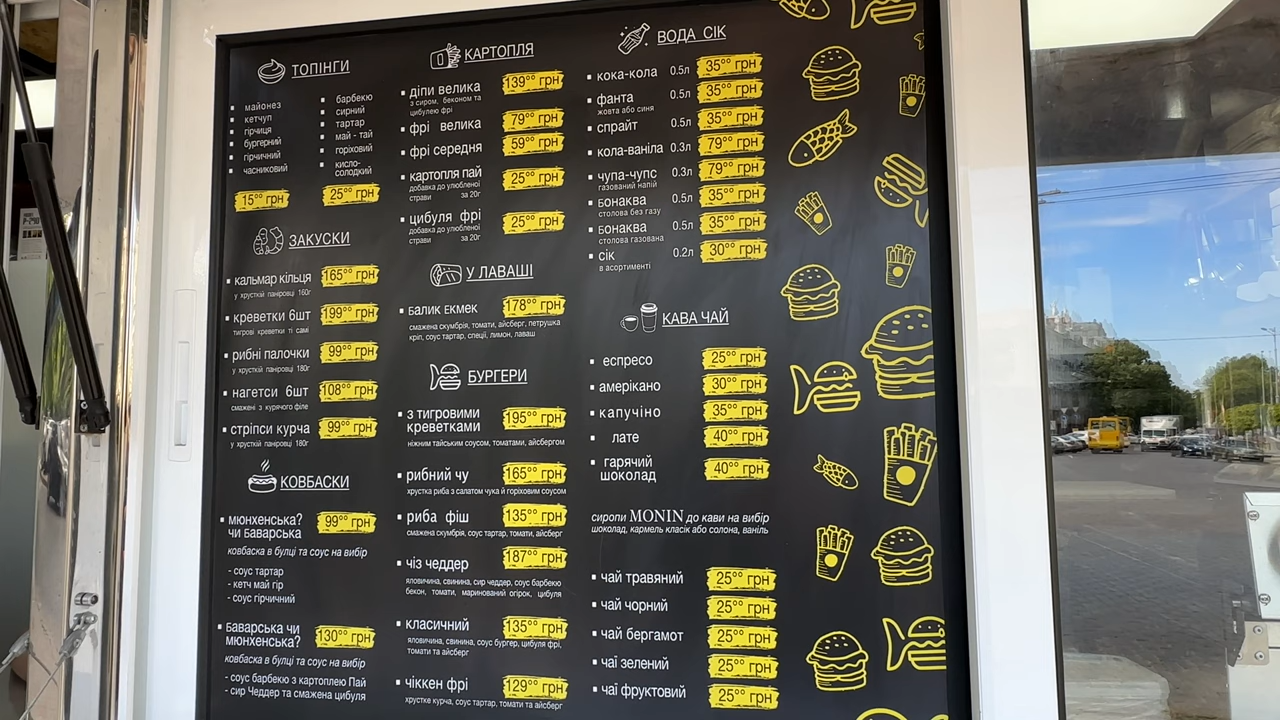 ТОПІНГИ
майонез
кетчуп
гірчиця
бургерний
гірчичний
часниковий
15⁰⁰ грн
барбекю
сирний
тартар
май - тай
горіховий
кисло-
солодкий
25⁰⁰ грн
ЗАКУСКИ
кальмар кільця 165⁰⁰ грн
у хрусткій паніровці 160г
креветки 6шт 199⁰⁰ грн
тигрові креветки ті самі
рибні палочки 99⁰⁰ грн
у хрусткій паніровці 180г
нагетси 6шт 108⁰⁰ грн
смажені з курячого філе
стріпси курча 99⁰⁰ грн
у хрусткій паніровці 180г
КОВБАСКИ
мюнхенська?
чи баварська 99⁰⁰ грн
ковбаска в булці та соус на вибір
- соус тартар
- кетч май гір
- соус гірчичний
баварська чи
мюнхенська? 130⁰⁰ грн
ковбаска в булці та соус на вибір
- соус барбекю з картоплею Пай
- сир Чеддер та смажена цибуля
КАРТОПЛЯ
діпи велика 139⁰⁰ грн
з сиром, беконом та
цибулею фрі
фрі велика 79⁰⁰ грн
фрі середня 59⁰⁰ грн
картопля пай 25⁰⁰ грн
добавка до улюбленої
страви за 20г
цибуля фрі 25⁰⁰ грн
добавка до улюбленої
страви за 20г
У ЛАВАШІ
балик екмек 178⁰⁰ грн
смажена скумбрія, томати, айсберг, петрушка
кріп, соус тартар, спеції, лимон, лаваш
БУРГЕРИ
з тигровими
креветками 195⁰⁰ грн
ніжним тайським соусом, томатами, айсбергом
рибний чу 165⁰⁰ грн
хрустка риба з салатом чука й горіховим соусом
риба фіш 135⁰⁰ грн
смажена скумбрія, соус тартар, томати, айсберг
чіз чеддер 187⁰⁰ грн
яловичина, свинина, сир чеддер, соус барбекю
бекон, томати, маринований огірок, цибуля
класичний 135⁰⁰ грн
яловичина, свинина, соус бургер, цибуля фрі,
томати та айсберг
чіккен фрі 129⁰⁰ грн
хрустке курча, соус тартар, томати та айсберг
ВОДА СІК
кока-кола 0.5л 35⁰⁰ грн
фанта 0.5л 35⁰⁰ грн
жовта або синя
спрайт 0.5л 35⁰⁰ грн
кола-ваніла 0.3л 79⁰⁰ грн
чупа-чупс 0.3л 79⁰⁰ грн
газований напій
бонаква 0.5л 35⁰⁰ грн
столова без газу
бонаква 0.5л 35⁰⁰ грн
столова газована
сік 0.2л 30⁰⁰ грн
в асортименті
КАВА ЧАЙ
еспресо 25⁰⁰ грн
амерікано 30⁰⁰ грн
капучіно 35⁰⁰ грн
лате 40⁰⁰ грн
гарячий
шоколад 40⁰⁰ грн
сиропи MONIN до кави на вибір
шоколад, кармель класік або солона, ваніль
чай травяний 25⁰⁰ грн
чай чорний 25⁰⁰ грн
чай бергамот 25⁰⁰ грн
чаї зелений 25⁰⁰ грн
чаї фруктовий 25⁰⁰ грн